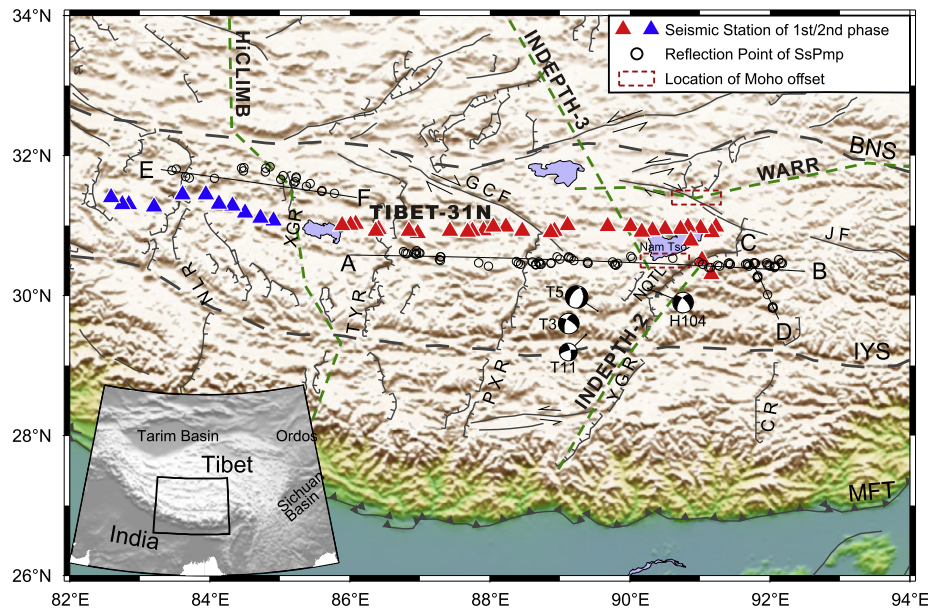 34°N
32°N
30°N
28°N
26°N
82°E
84°E
86°E
88°E
90°E
92°E
94°E
Seismic Station of 1st/2nd phase
Reflection Point of SsPmp
Location of Moho offset
HiCLIMB
INDEPTH-3
BNS
WARR
E
F
GCF
TIBET-31N
XGR
Nam Tso
C
JF
A
B
NLR
TYR
T5
NQTL
T3
H104
D
T11
INDEPTH-2
IYS
PXR
YGR
CR
MFT
Tarim Basin
Ordos
Tibet
Sichuan
Basin
India